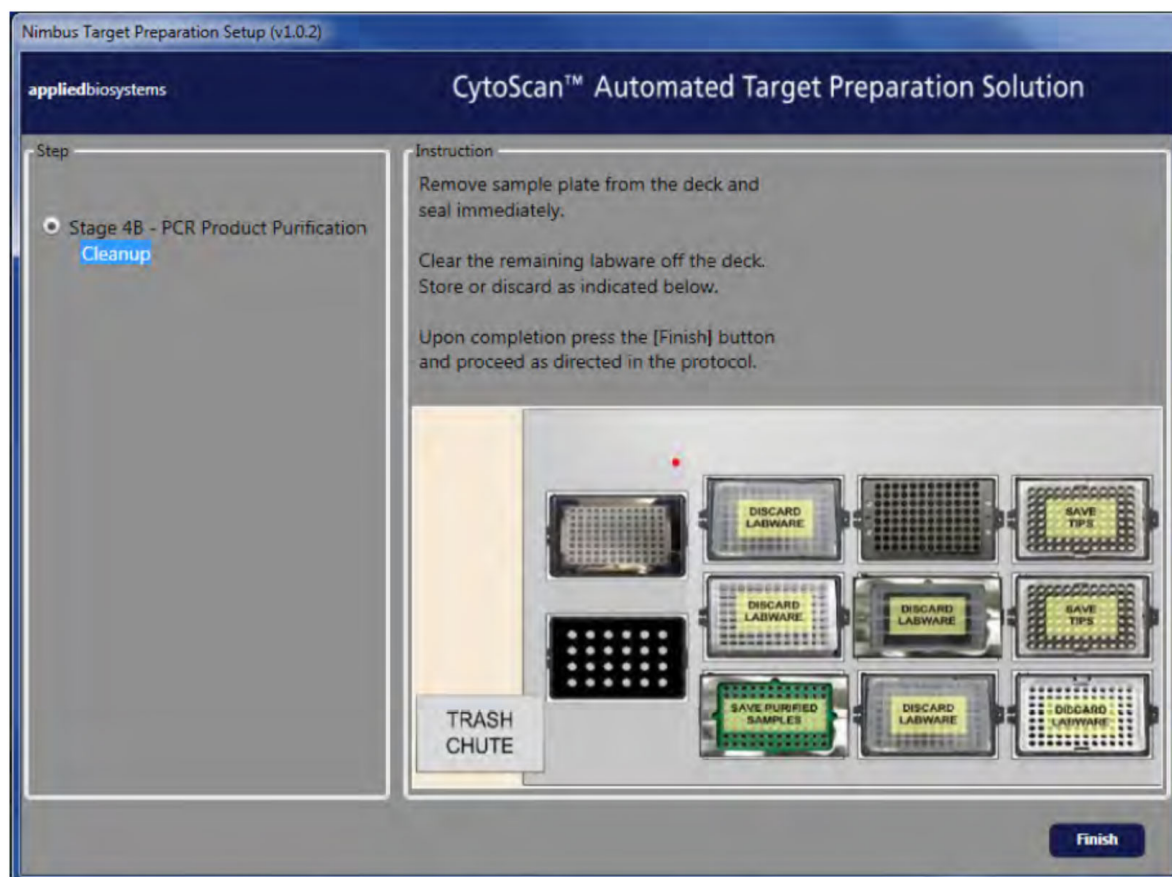 Nimbus Target Preparation Setup (v1.0.2)
appliedbiosystems
CytoScan™ Automated Target Preparation Solution
Step
Stage 4B - PCR Product Purification
Cleanup
Instruction
Remove sample plate from the deck and
seal immediately.
Clear the remaining labware off the deck.
Store or discard as indicated below.
Upon completion press the [Finish] button
and proceed as directed in the protocol.
DISCARD
LABWARE
SAVE
TIPS
DISCARD
LABWARE
DISCARD
LABWARE
SAVE
TIPS
SAVE PURIFIED
SAMPLES
DISCARD
LABWARE
DISCARD
LABWARE
TRASH
CHUTE
Finish